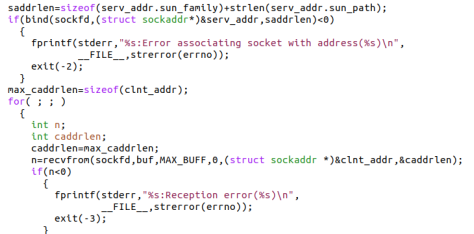 saddrlen=sizeof(serv_addr.sun_family)+strlen(serv_addr.sun_path);
if(bind(sockfd,(struct sockaddr*)&serv_addr,saddrlen)<0)
{
fprintf(stderr,"%s:Error associating socket with address(%s)\n",
__FILE__,strerror(errno));
exit(-2);
}
max_caddrlen=sizeof(clnt_addr);
for( ; ; )
{
int n;
int caddrlen;
caddrlen=max_caddrlen;
n=recvfrom(sockfd,buf,MAX_BUFF,0,(struct sockaddr *)&clnt_addr,&caddrlen);
if(n<0)
{
fprintf(stderr,"%s:Reception error(%s)\n",
__FILE__,strerror(errno));
exit(-3);
}